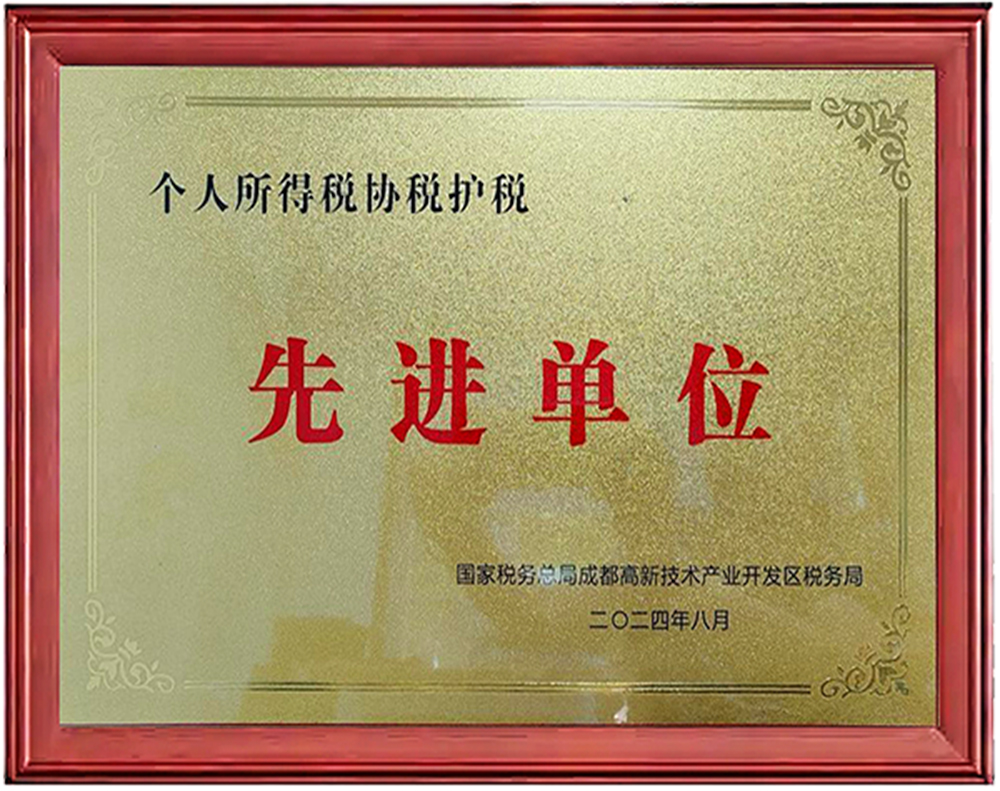 个人所得税协税护税
先进单位
国家税务总局成都高新技术产业开发区税务局
二〇二四年八月